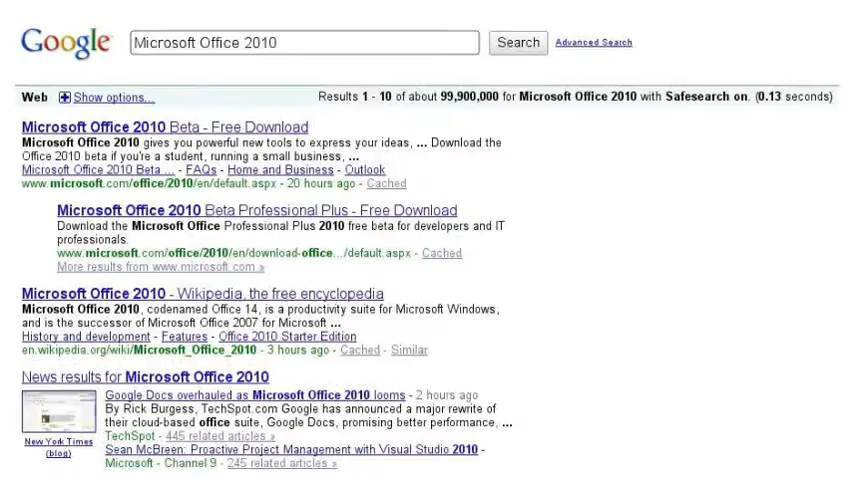 Google Microsoft Office 2010 Search Advanced Search
Web Show options... Results 1 - 10 of about 99,900,000 for Microsoft Office 2010 with Safesearch on. (0.13 seconds)
Microsoft Office 2010 Beta - Free Download
Microsoft Office 2010 gives you powerful new tools to express your ideas, ... Download the
Office 2010 beta if you're a student, running a small business, ...
Microsoft Office 2010 Beta ... - FAQs - Home and Business - Outlook
www.microsoft.com/office/2010/en/default.aspx - 20 hours ago - Cached
Microsoft Office 2010 Beta Professional Plus - Free Download
Download the Microsoft Office Professional Plus 2010 free beta for developers and IT
professionals.
www.microsoft.com/office/2010/en/download-office.../default.aspx - Cached
More results from www.microsoft.com »
Microsoft Office 2010 - Wikipedia, the free encyclopedia
Microsoft Office 2010, codenamed Office 14, is a productivity suite for Microsoft Windows,
and is the successor of Microsoft Office 2007 for Microsoft ...
History and development - Features - Office 2010 Starter Edition
en.wikipedia.org/wiki/Microsoft_Office_2010 - 3 hours ago - Cached - Similar
News results for Microsoft Office 2010
Google Docs overhauled as Microsoft Office 2010 looms - 2 hours ago
By Rick Burgess, TechSpot.com Google has announced a major rewrite of
their cloud-based office suite, Google Docs, promising better performance, ...
TechSpot - 445 related articles »
New York Times
(blog)
Sean McBreen: Proactive Project Management with Visual Studio 2010 -
Microsoft - Channel 9 - 245 related articles »